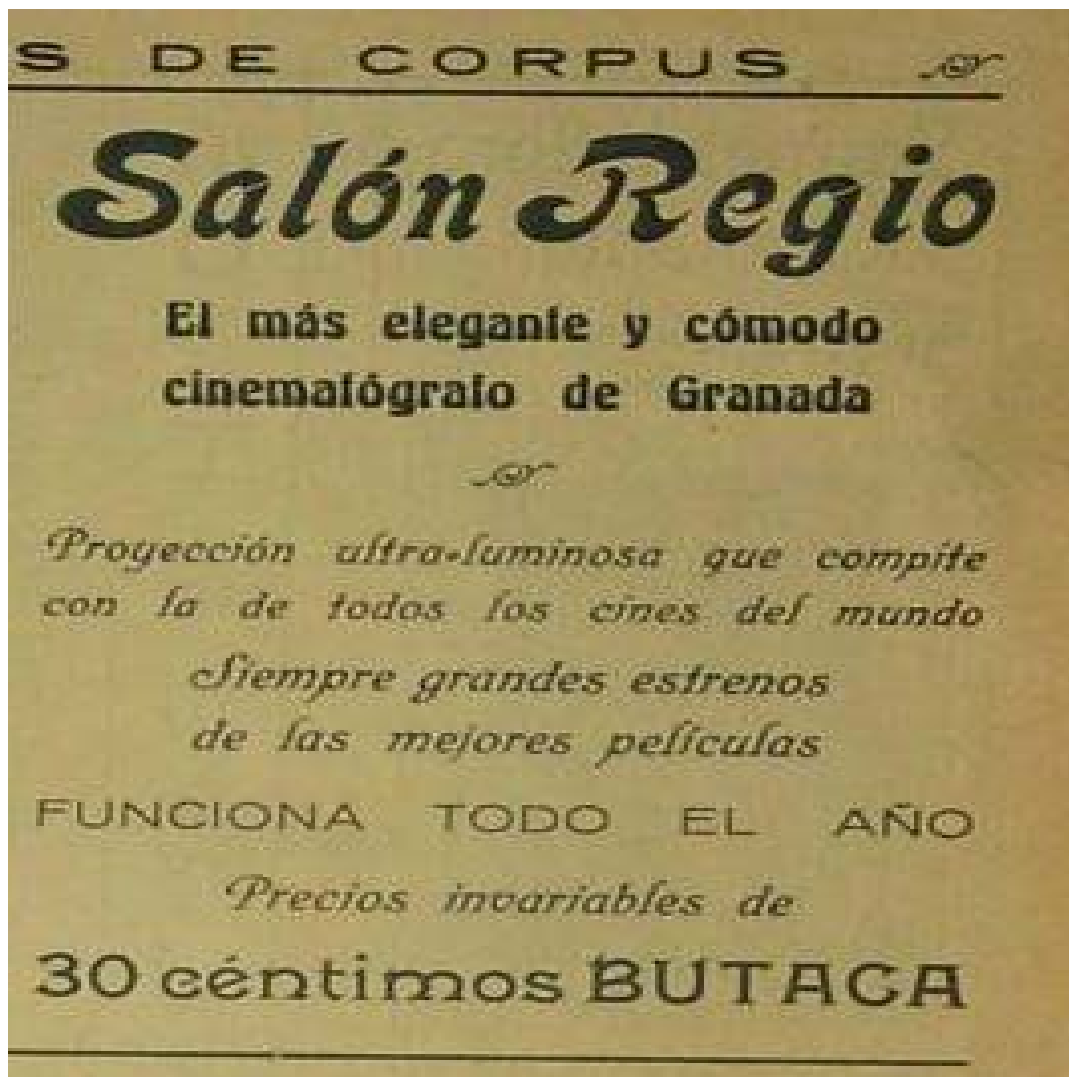 S DE CORPUS
Salón Regio
El más elegante y cómodo
cinematógrafo de Granada
Proyección ultra-luminosa que compite
con la de todos los cines del mundo
Siempre grandes estrenos
de las mejores películas
FUNCIONA TODO EL AÑO
Precios invariables de
30 céntimos BUTACA